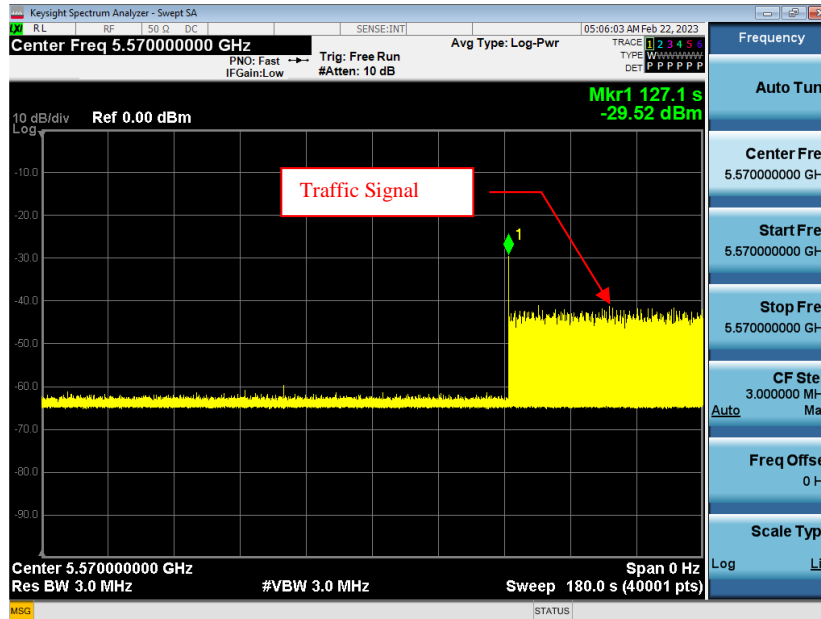 Keysight Spectrum Analyzer - Swept SA
LXI RL RF 50 Ω DC SENSE:INT 05:06:03 AM Feb 22, 2023
Center Freq 5.570000000 GHz
PNO: Fast
IFGain:Low
Trig: Free Run
#Atten: 10 dB
Avg Type: Log-Pwr
TRACE 1 2 3 4 5 6
TYPE WWWWWW
DET P P P P P P
Frequency
Mkr1 127.1 s
-29.52 dBm
10 dB/div Ref 0.00 dBm
Log
-10.0
-20.0
-30.0
-40.0
-50.0
-60.0
-70.0
-80.0
-90.0
Traffic Signal
1
Center 5.570000000 GHz
Span 0 Hz
Res BW 3.0 MHz
#VBW 3.0 MHz
Sweep 180.0 s (40001 pts)
MSG
STATUS
Auto Tun
Center Fre
5.570000000 GH
Start Fre
5.570000000 GH
Stop Fre
5.570000000 GH
CF Ste
3.000000 MH
Auto Ma
Freq Offse
0 H
Scale Typ
Log Li